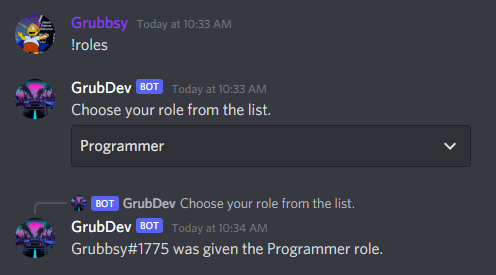 Grubbsy Today at 10:33 AM
!roles
GrubDev BOT Today at 10:33 AM
Choose your role from the list.
Programmer
BOT GrubDev Choose your role from the list.
GrubDev BOT Today at 10:34 AM
Grubbsy#1775 was given the Programmer role.